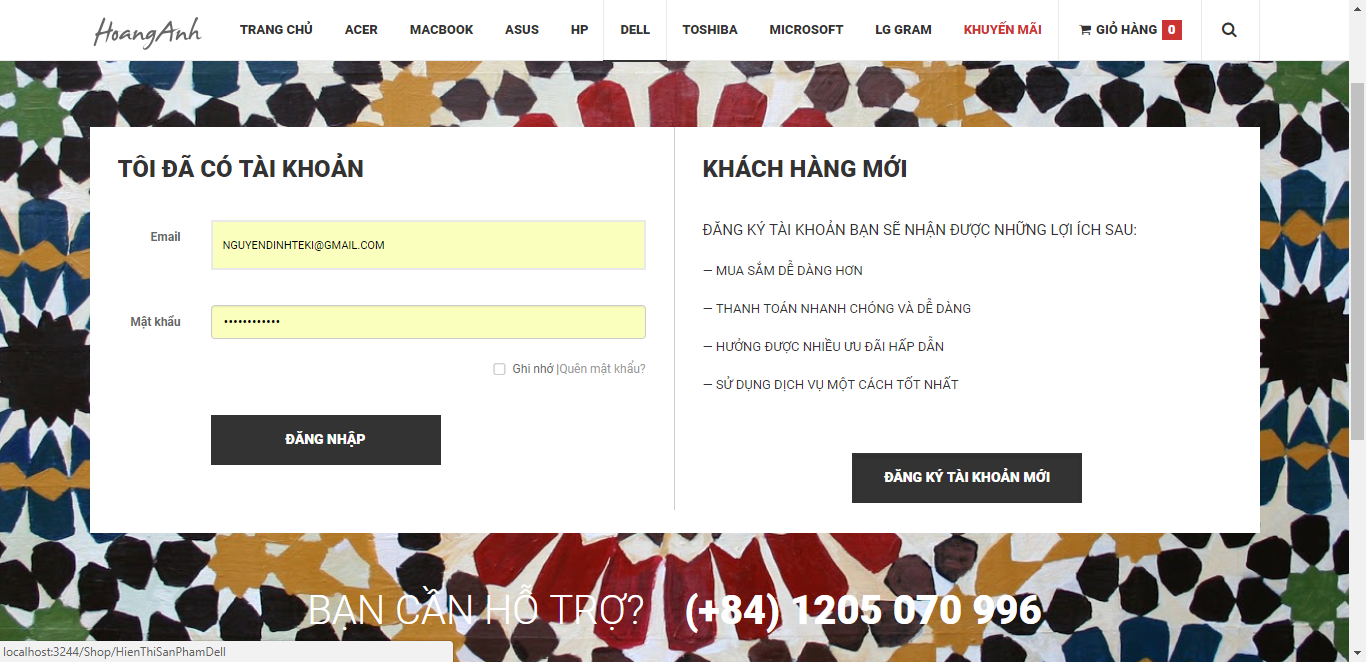 HoangAnh TRANG CHỦ ACER MACBOOK ASUS HP DELL TOSHIBA MICROSOFT LG GRAM KHUYẾN MÃI GIỎ HÀNG 0
TÔI ĐÃ CÓ TÀI KHOẢN
Email
NGUYENDINHTEKI@GMAIL.COM
Mật khẩu
••••••••••••
Ghi nhớ |Quên mật khẩu?
ĐĂNG NHẬP
KHÁCH HÀNG MỚI
ĐĂNG KÝ TÀI KHOẢN BẠN SẼ NHẬN ĐƯỢC NHỮNG LỢI ÍCH SAU:
— MUA SẮM DỄ DÀNG HƠN
— THANH TOÁN NHANH CHÓNG VÀ DỄ DÀNG
— HƯỞNG ĐƯỢC NHIỀU ƯU ĐÃI HẤP DẪN
— SỬ DỤNG DỊCH VỤ MỘT CÁCH TỐT NHẤT
ĐĂNG KÝ TÀI KHOẢN MỚI
BẠN CẦN HỖ TRỢ? (+84) 1205 070 996
localhost:3244/Shop/HienThiSanPhamDell